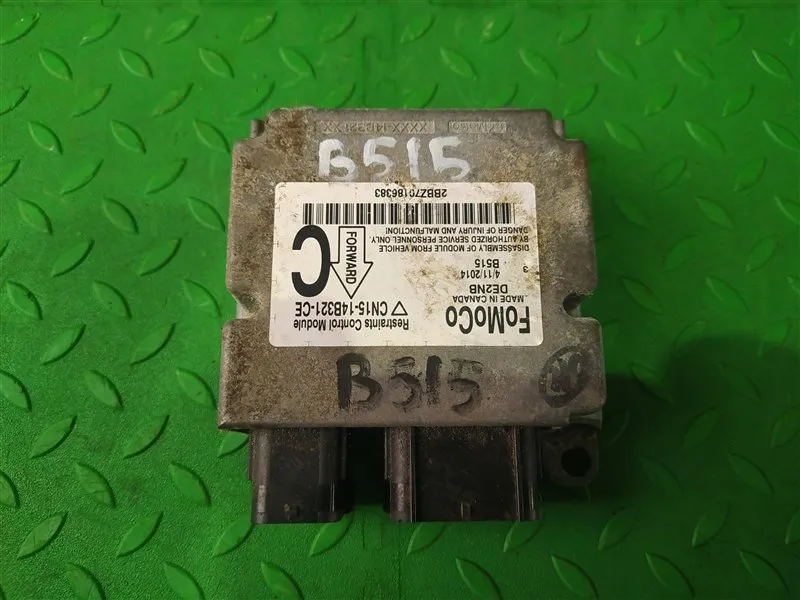 B515
FoMoCo
MADE IN CANADA
DE2NB
4/11/2014
B515
3
Restraints Control Module
CN15-14B321-CE
FORWARD
C
DISASSEMBLY OF MODULE FROM VEHICLE
BY AUTHORIZED SERVICE PERSONNEL ONLY.
DANGER OF INJURY AND MALFUNCTION!
2BBZ70186383
B515